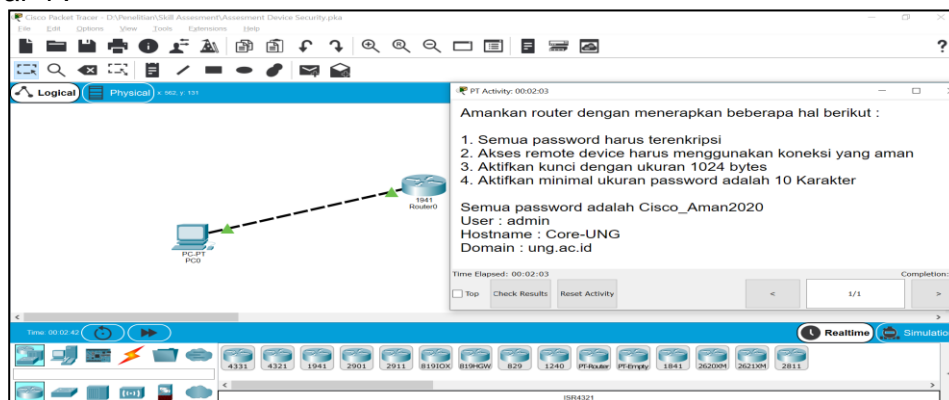 Cisco Packet Tracer - D:\Penelitian\Skill Assesment\Assesment Device Security.pka
File Edit Options View Tools Extensions Help
?
Logical Physical x: 662, y: 131
PT Activity: 00:02:03
Amankan router dengan menerapkan beberapa hal berikut :
1. Semua password harus terenkripsi
2. Akses remote device harus menggunakan koneksi yang aman
3. Aktifkan kunci dengan ukuran 1024 bytes
4. Aktifkan minimal ukuran password adalah 10 Karakter
Semua password adalah Cisco_Aman2020
User : admin
Hostname : Core-UNG
Domain : ung.ac.id
1941
Router0
PC-PT
PC0
Time Elapsed: 00:02:03 Completion:
Top Check Results Reset Activity < 1/1 >
Time: 00:02:42 Realtime Simulation
4331 4321 1941 2901 2911 819IOX 819HGW 829 1240 PT-Router PT-Empty 1841 2620XM 2621XM 2811
ISR4321